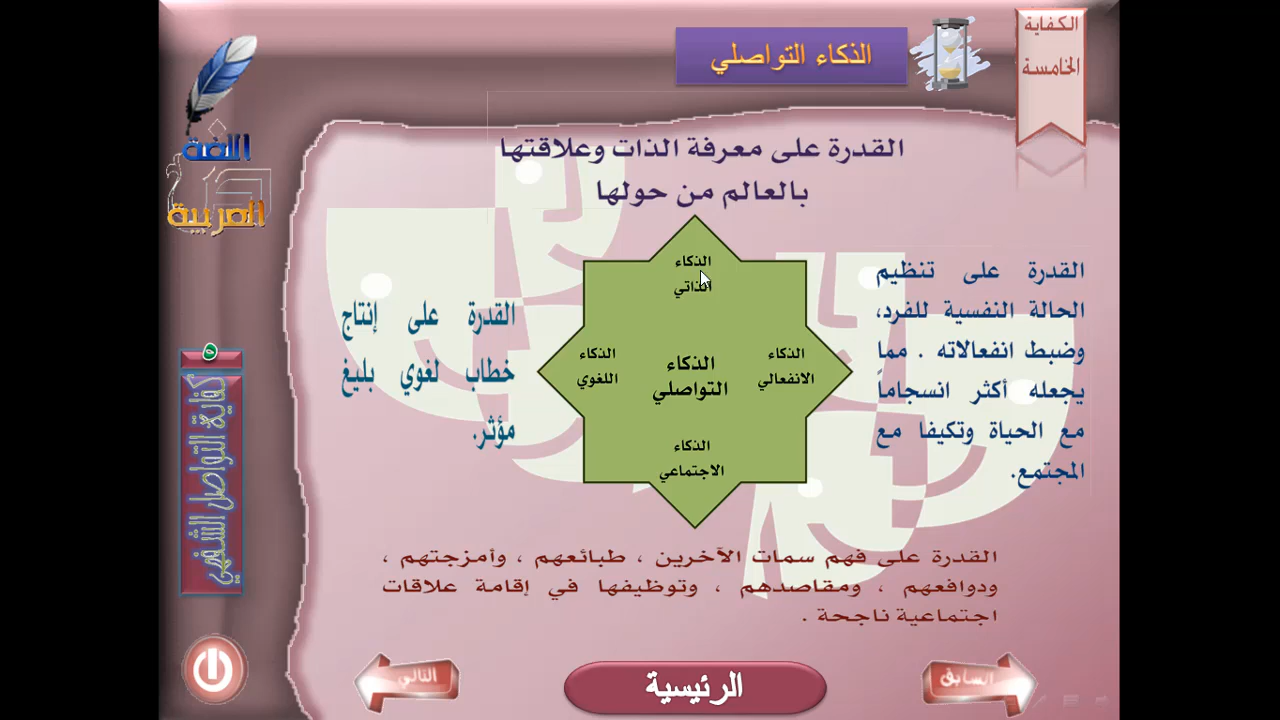 الكفاية
الخامسة
الذكاء التواصلي
اللغة
العربية
القدرة على معرفة الذات وعلاقتها
بالعالم من حولها
الذكاء
الذاتي
القدرة على تنظيم
الحالة النفسية للفرد،
وضبط انفعالاته . مما
يجعله أكثر انسجاماً
مع الحياة وتكيفا مع
المجتمع.
الذكاء
الانفعالي
الذكاء
التواصلي
الذكاء
اللغوي
القدرة على إنتاج
خطاب لغوي بليغ
مؤثر.
الذكاء
الاجتماعي
٥
كفاية التواصل الشفهي
القدرة على فهم سمات الآخرين ، طبائعهم ، وأمزجتهم ،
ودوافعهم ، ومقاصدهم ، وتوظيفها في إقامة علاقات
اجتماعية ناجحة .
السابق
الرئيسية
التالي